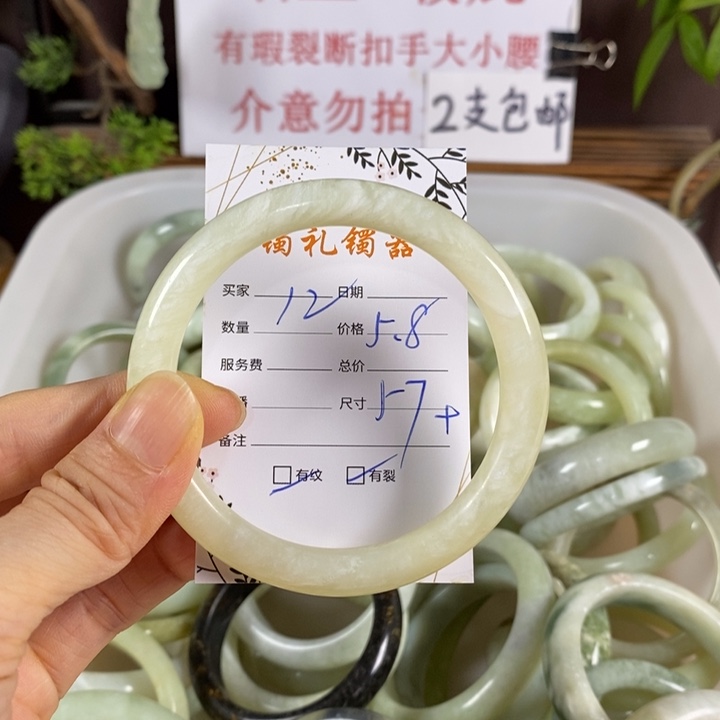 有瑕裂断扣手大小腰
介意勿拍 2支包邮
镯礼镯器
买家 12 日期
数量 价格 5.8
服务费 总价
尺寸 57+
备注
有纹 有裂